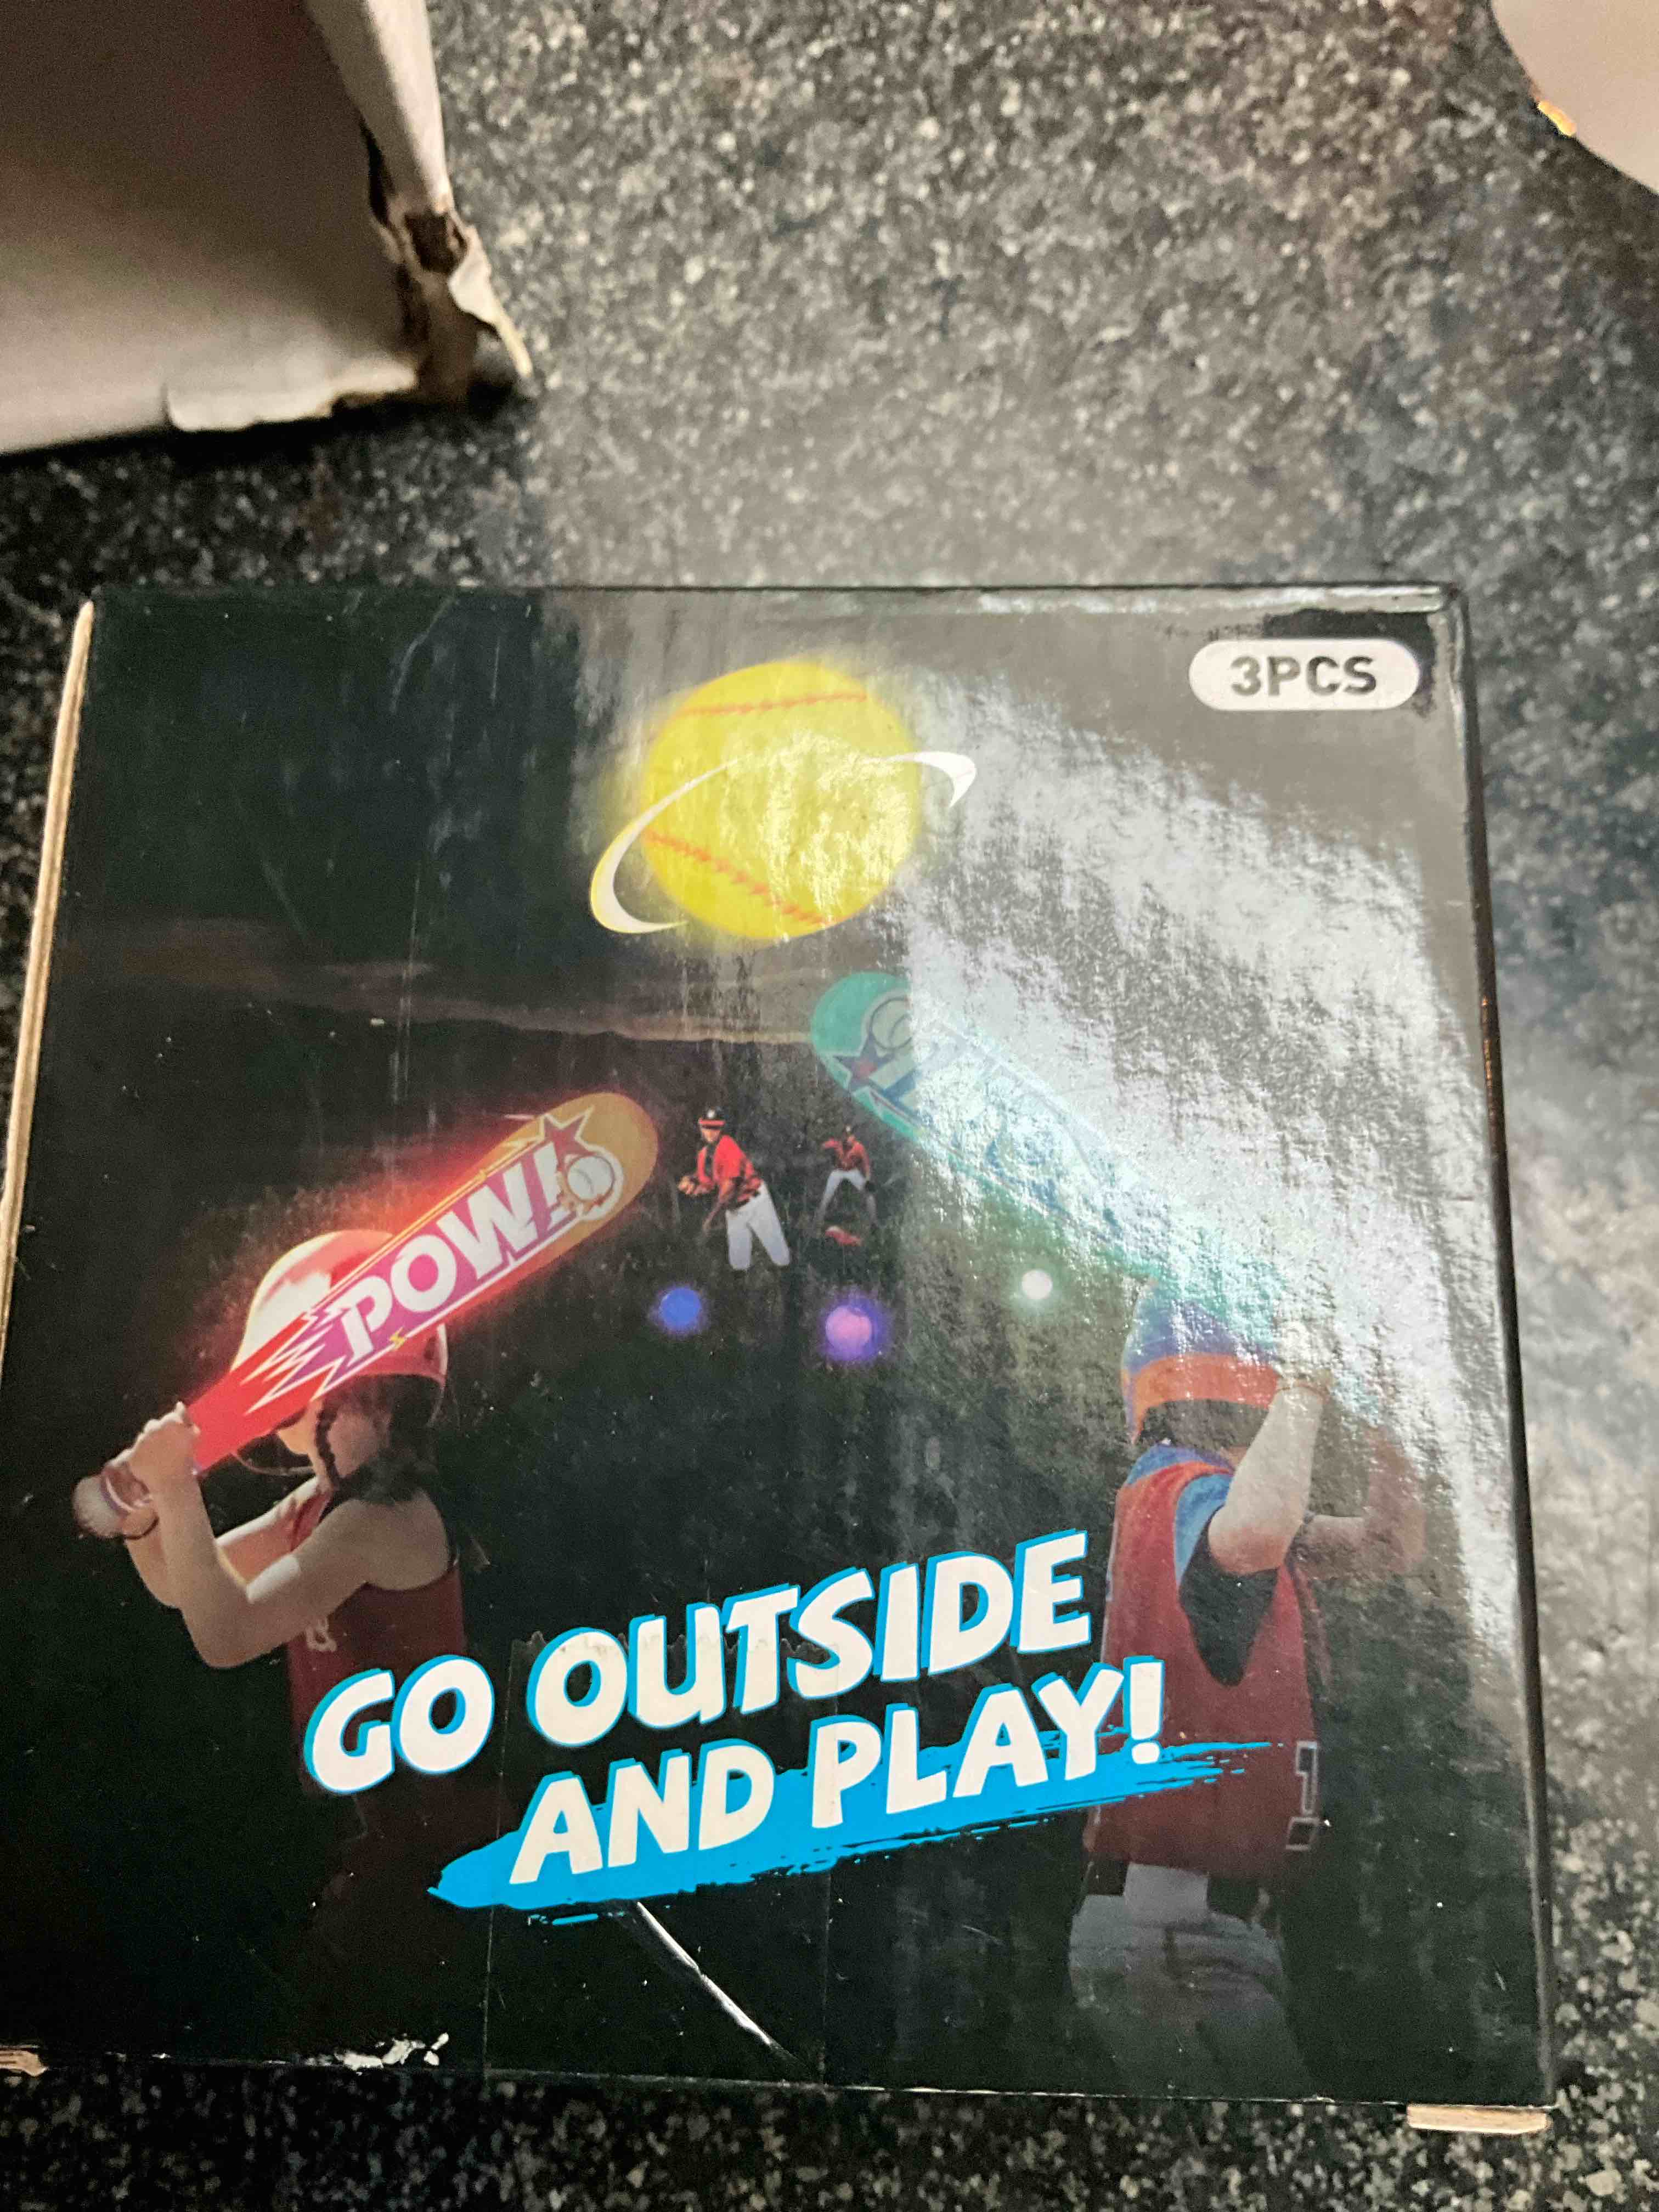 3PCS
POW!
GO OUTSIDE
AND PLAY!